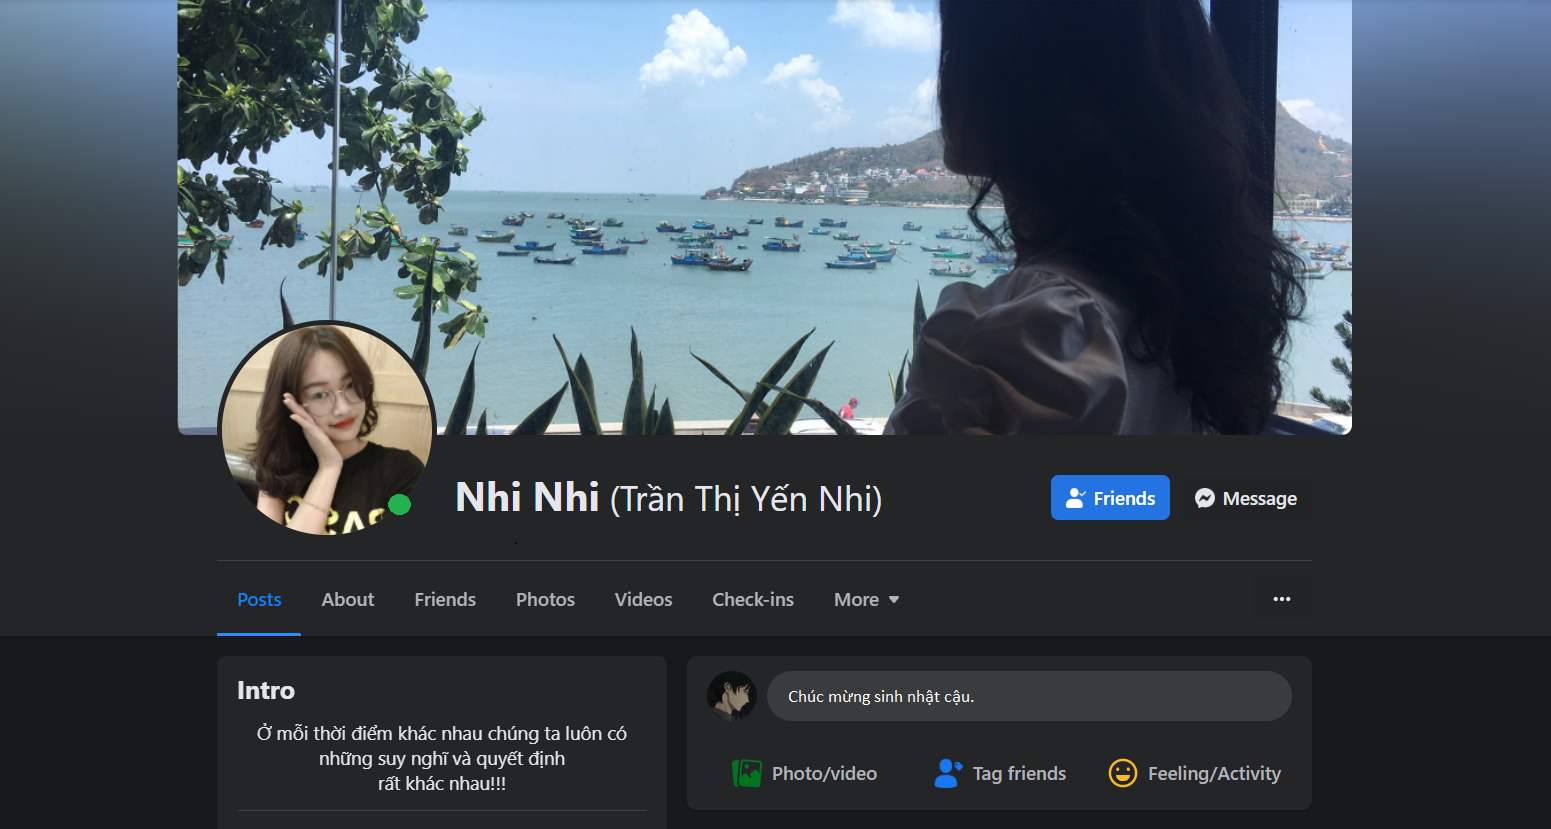 Nhi Nhi (Trần Thị Yến Nhi)
Friends
Message
Posts
About
Friends
Photos
Videos
Check-ins
More
Intro
Ở mỗi thời điểm khác nhau chúng ta luôn có
những suy nghĩ và quyết định
rất khác nhau!!!
Chúc mừng sinh nhật cậu.
Photo/video
Tag friends
Feeling/Activity